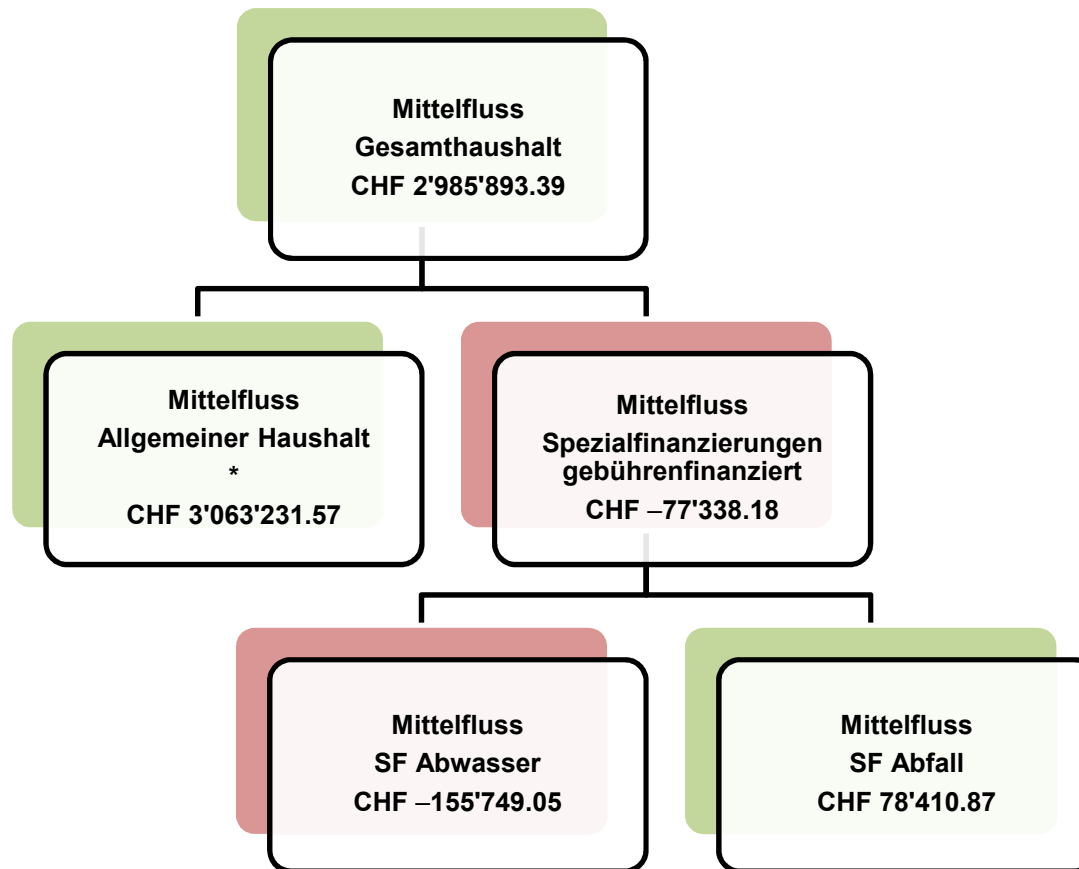 Mittelfluss
Gesamthaushalt
CHF 2'985'893.39
Mittelfluss
Allgemeiner Haushalt
*
CHF 3'063'231.57
Mittelfluss
Spezialfinanzierungen
gebührenfinanziert
CHF –77'338.18
Mittelfluss
SF Abwasser
CHF –155'749.05
Mittelfluss
SF Abfall
CHF 78'410.87